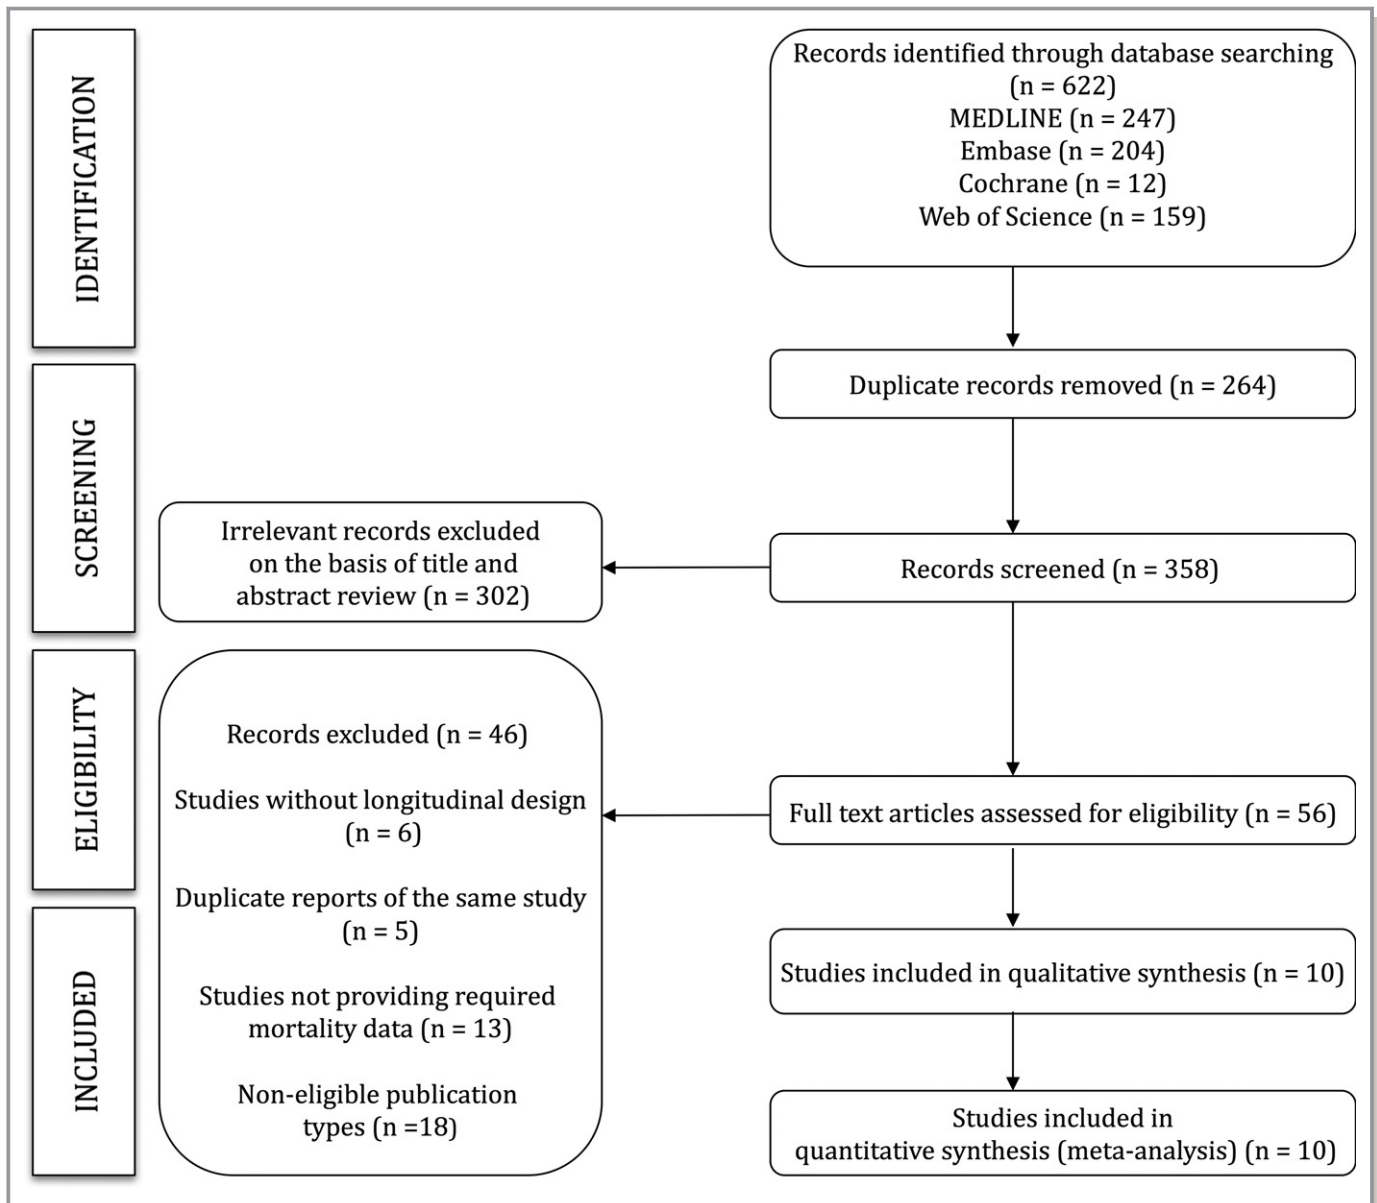 IDENTIFICATION
Records identified through database searching
(n = 622)
MEDLINE (n = 247)
Embase (n = 204)
Cochrane (n = 12)
Web of Science (n = 159)
Duplicate records removed (n = 264)
SCREENING
Records screened (n = 358)
Irrelevant records excluded
on the basis of title and
abstract review (n = 302)
ELIGIBILITY
Full text articles assessed for eligibility (n = 56)
Records excluded (n = 46)
Studies without longitudinal design
(n = 6)
Duplicate reports of the same study
(n = 5)
Studies not providing required
mortality data (n = 13)
Non-eligible publication
types (n =18)
INCLUDED
Studies included in qualitative synthesis (n = 10)
Studies included in
quantitative synthesis (meta-analysis) (n = 10)